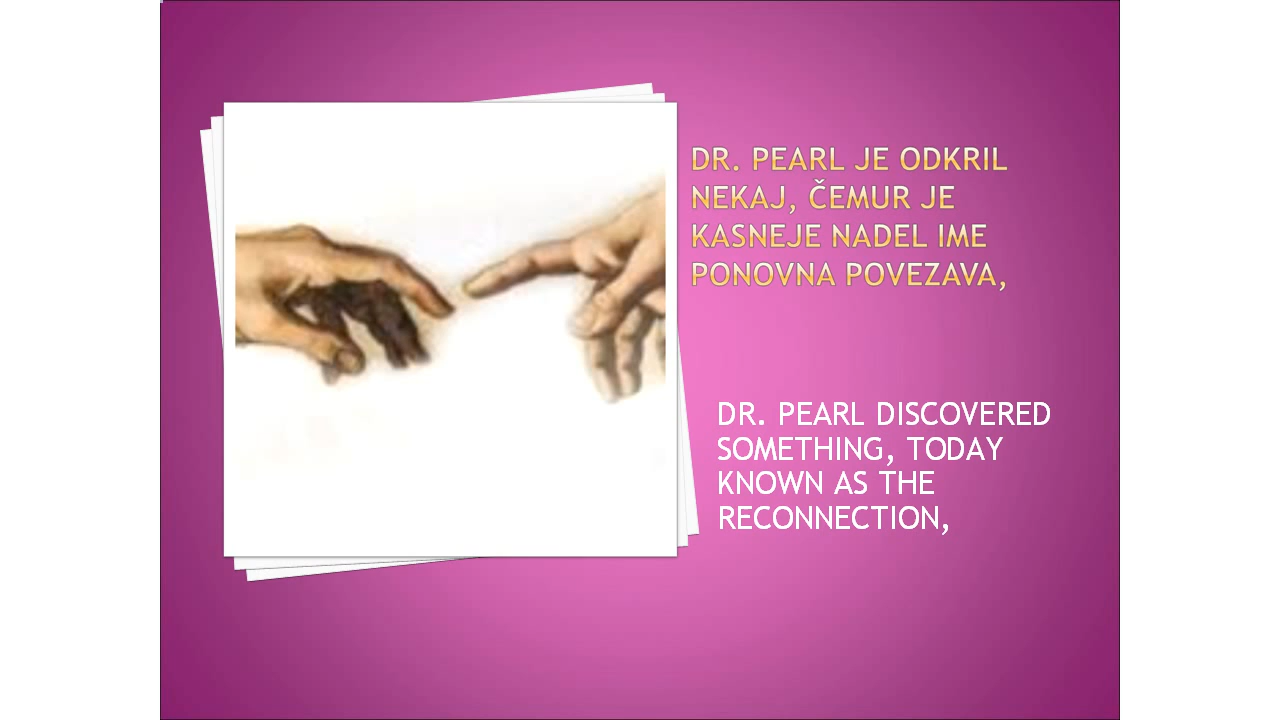 DR. PEARL JE ODKRIL
NEKAJ, ČEMUR JE
KASNEJE NADEL IME
PONOVNA POVEZAVA,
DR. PEARL DISCOVERED
SOMETHING, TODAY
KNOWN AS THE
RECONNECTION,